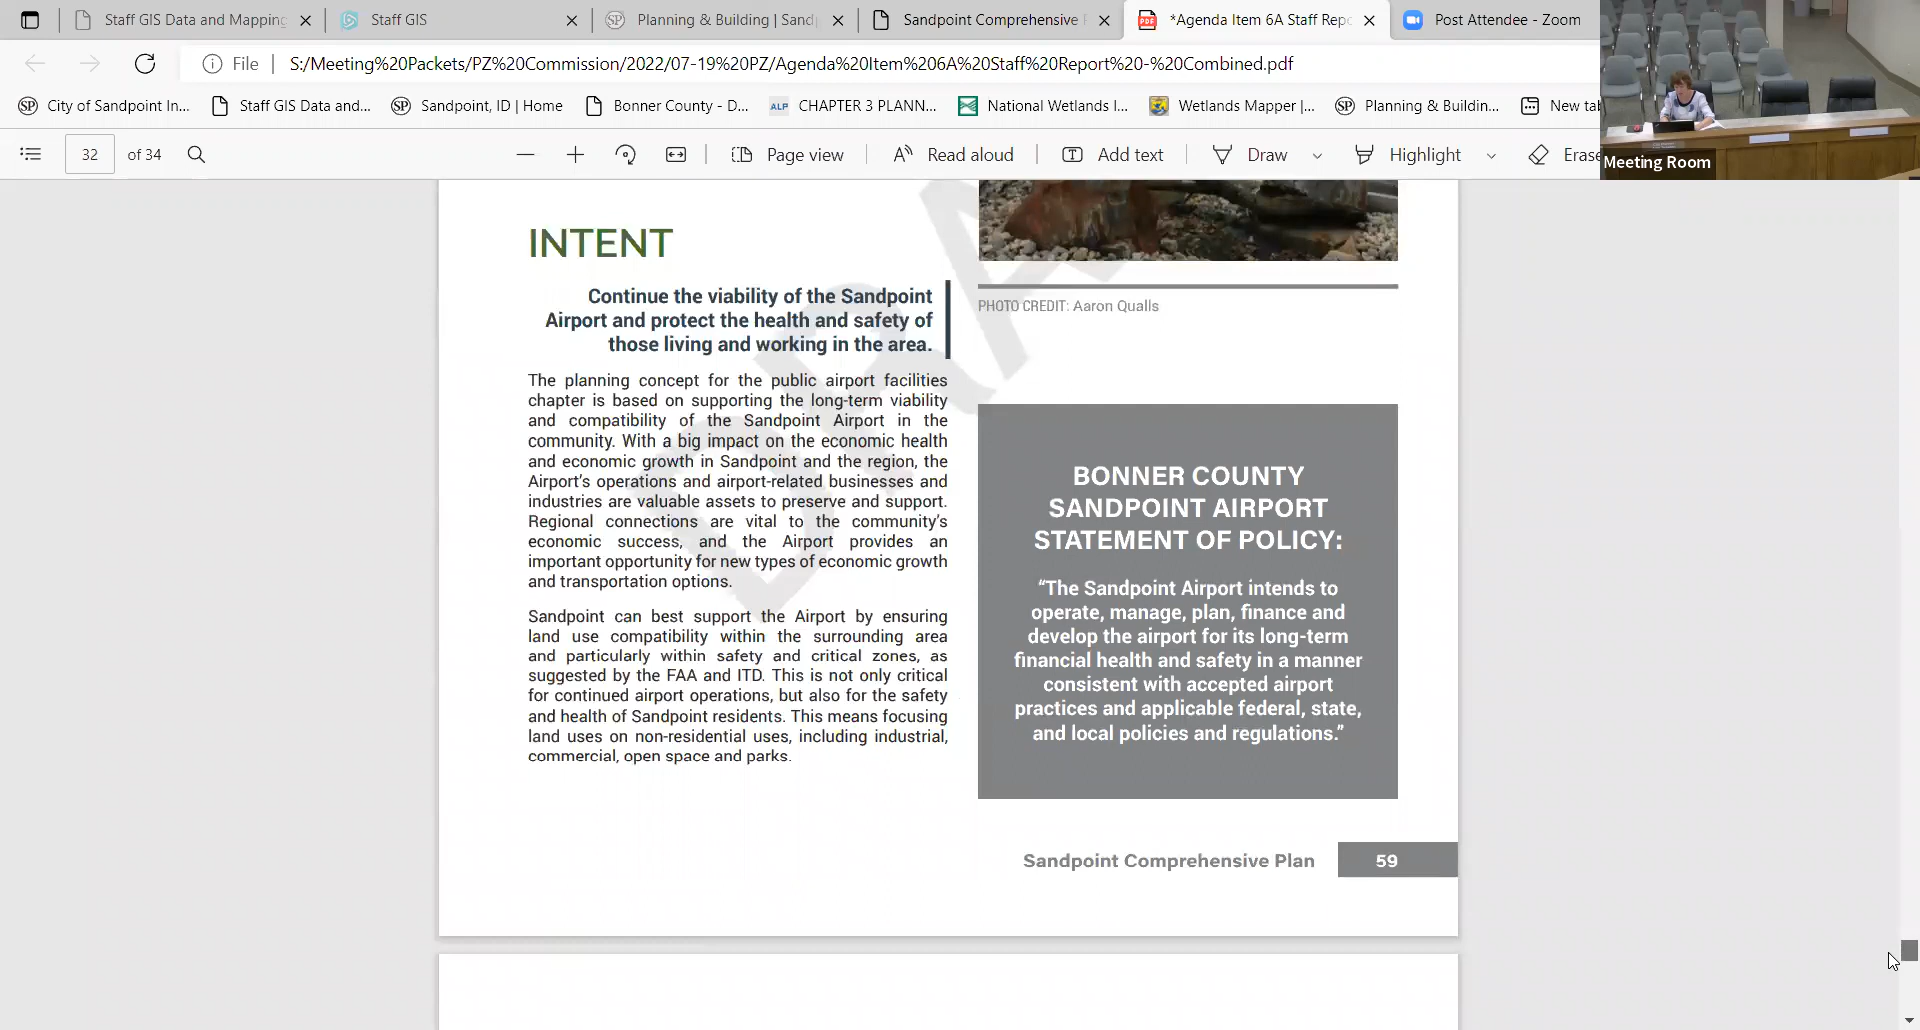 Staff GIS Data and Mapping
Staff GIS
Planning & Building | Sand
Sandpoint Comprehensive
*Agenda Item 6A Staff Repo
Post Attendee - Zoom
File
S:/Meeting%20Packets/PZ%20Commission/2022/07-19%20PZ/Agenda%20Item%206A%20Staff%20Report%20-%20Combined.pdf
City of Sandpoint In...
Staff GIS Data and...
Sandpoint, ID | Home
Bonner County - D...
ALP
CHAPTER 3 PLANN...
National Wetlands I...
Wetlands Mapper |...
Planning & Buildin...
New tab
32
of 34
Page view
Read aloud
Add text
Draw
Highlight
Erase
Meeting Room
DRA
INTENT
Continue the viability of the Sandpoint
Airport and protect the health and safety of
those living and working in the area.
The planning concept for the public airport facilities
chapter is based on supporting the long-term viability
and compatibility of the Sandpoint Airport in the
community. With a big impact on the economic health
and economic growth in Sandpoint and the region, the
Airport's operations and airport-related businesses and
industries are valuable assets to preserve and support.
Regional connections are vital to the community's
economic success, and the Airport provides an
important opportunity for new types of economic growth
and transportation options.
Sandpoint can best support the Airport by ensuring
land use compatibility within the surrounding area
and particularly within safety and critical zones, as
suggested by the FAA and ITD. This is not only critical
for continued airport operations, but also for the safety
and health of Sandpoint residents. This means focusing
land uses on non-residential uses, including industrial,
commercial, open space and parks.
PHOTO CREDIT: Aaron Qualls
BONNER COUNTY
SANDPOINT AIRPORT
STATEMENT OF POLICY:
“The Sandpoint Airport intends to
operate, manage, plan, finance and
develop the airport for its long-term
financial health and safety in a manner
consistent with accepted airport
practices and applicable federal, state,
and local policies and regulations.”
Sandpoint Comprehensive Plan
59